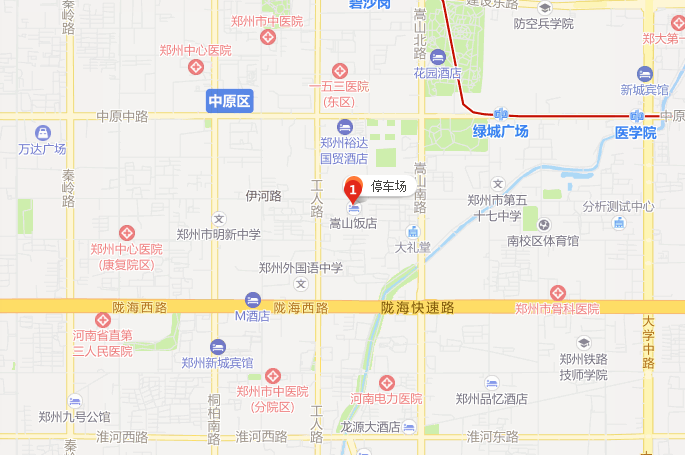 秦岭路
碧沙岗
建设东路
郑州市中医院
嵩山北路
防空兵学院
郑大第一
郑州中心医院
花园酒店
一五三医院
(东区)
新城宾馆
中原区
中原中路
绿城广场
医学院
中原
万达广场
郑州裕达
国贸酒店
秦岭路
工人路
1
停车场
嵩山南路
伊河路
嵩山饭店
郑州市第五
十七中学
分析测试中心
郑州市明新中学
大礼堂
南校区体育馆
郑州中心医院
(康复院区)
郑州外国语中学
陇海西路
陇海西路
陇海快速路
郑州市骨科医院
M酒店
河南省直第
三人民医院
大学中路
郑州新城宾馆
郑州铁路
技师学院
郑州市中医院
(分院区)
河南电力医院
郑州品忆酒店
桐柏南路
工人路
郑州九号公馆
龙源大酒店
秦岭
淮河西路
淮河西路
淮河东路